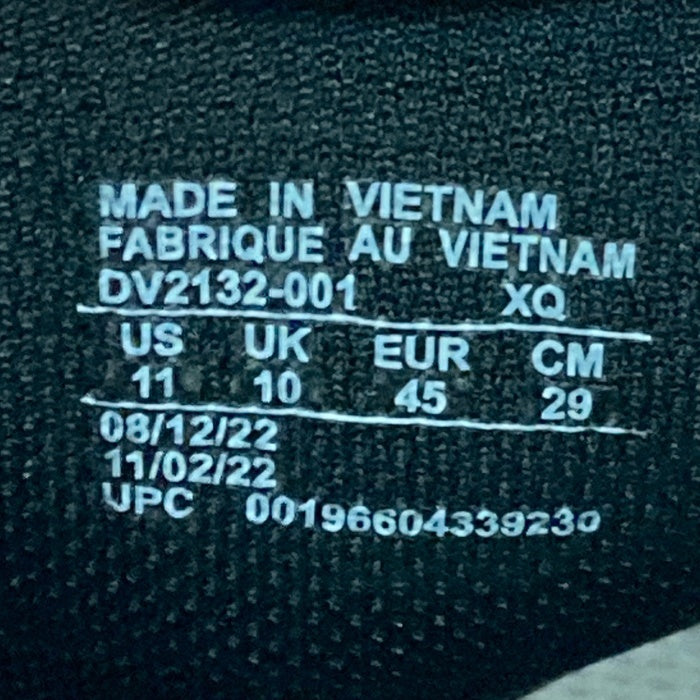 MADE IN VIETNAM
FABRIQUE AU VIETNAM
DV2132-001 XQ
US UK EUR CM
11 10 45 29
08/12/22
11/02/22
UPC 00196604339230